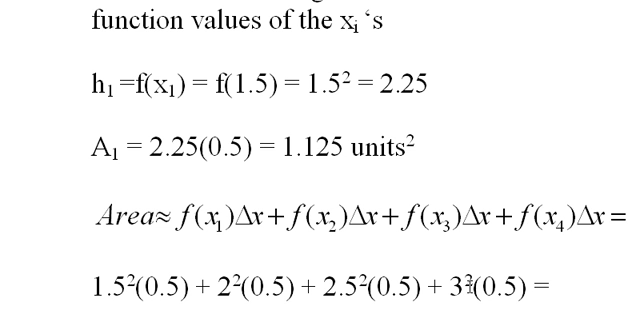 function values of the xᵢ ‘s
h₁ =f(x₁) = f(1.5) = 1.5² = 2.25
A₁ = 2.25(0.5) = 1.125 units²
Area≈ f(x₁)Δx+f(x₂)Δx+f(x₃)Δx+f(x₄)Δx=
1.5²(0.5) + 2²(0.5) + 2.5²(0.5) + 3²(0.5) =